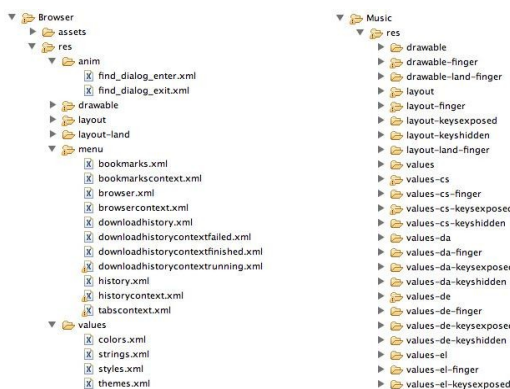 Browser
assets
res
anim
find_dialog_enter.xml
find_dialog_exit.xml
drawable
layout
layout-land
menu
bookmarks.xml
bookmarkscontext.xml
browser.xml
browsercontext.xml
downloadhistory.xml
downloadhistorycontextfailed.xml
downloadhistorycontextfinished.xml
downloadhistorycontextrunning.xml
history.xml
historycontext.xml
tabscontext.xml
values
colors.xml
strings.xml
styles.xml
themes.xml
Music
res
drawable
drawable-finger
drawable-land-finger
layout
layout-finger
layout-keysexposed
layout-keyshidden
layout-land-finger
values
values-cs
values-cs-finger
values-cs-keysexposed
values-cs-keyshidden
values-da
values-da-finger
values-da-keysexposed
values-da-keyshidden
values-de
values-de-finger
values-de-keysexposed
values-de-keyshidden
values-el
values-el-finger
values-el-keysexposed